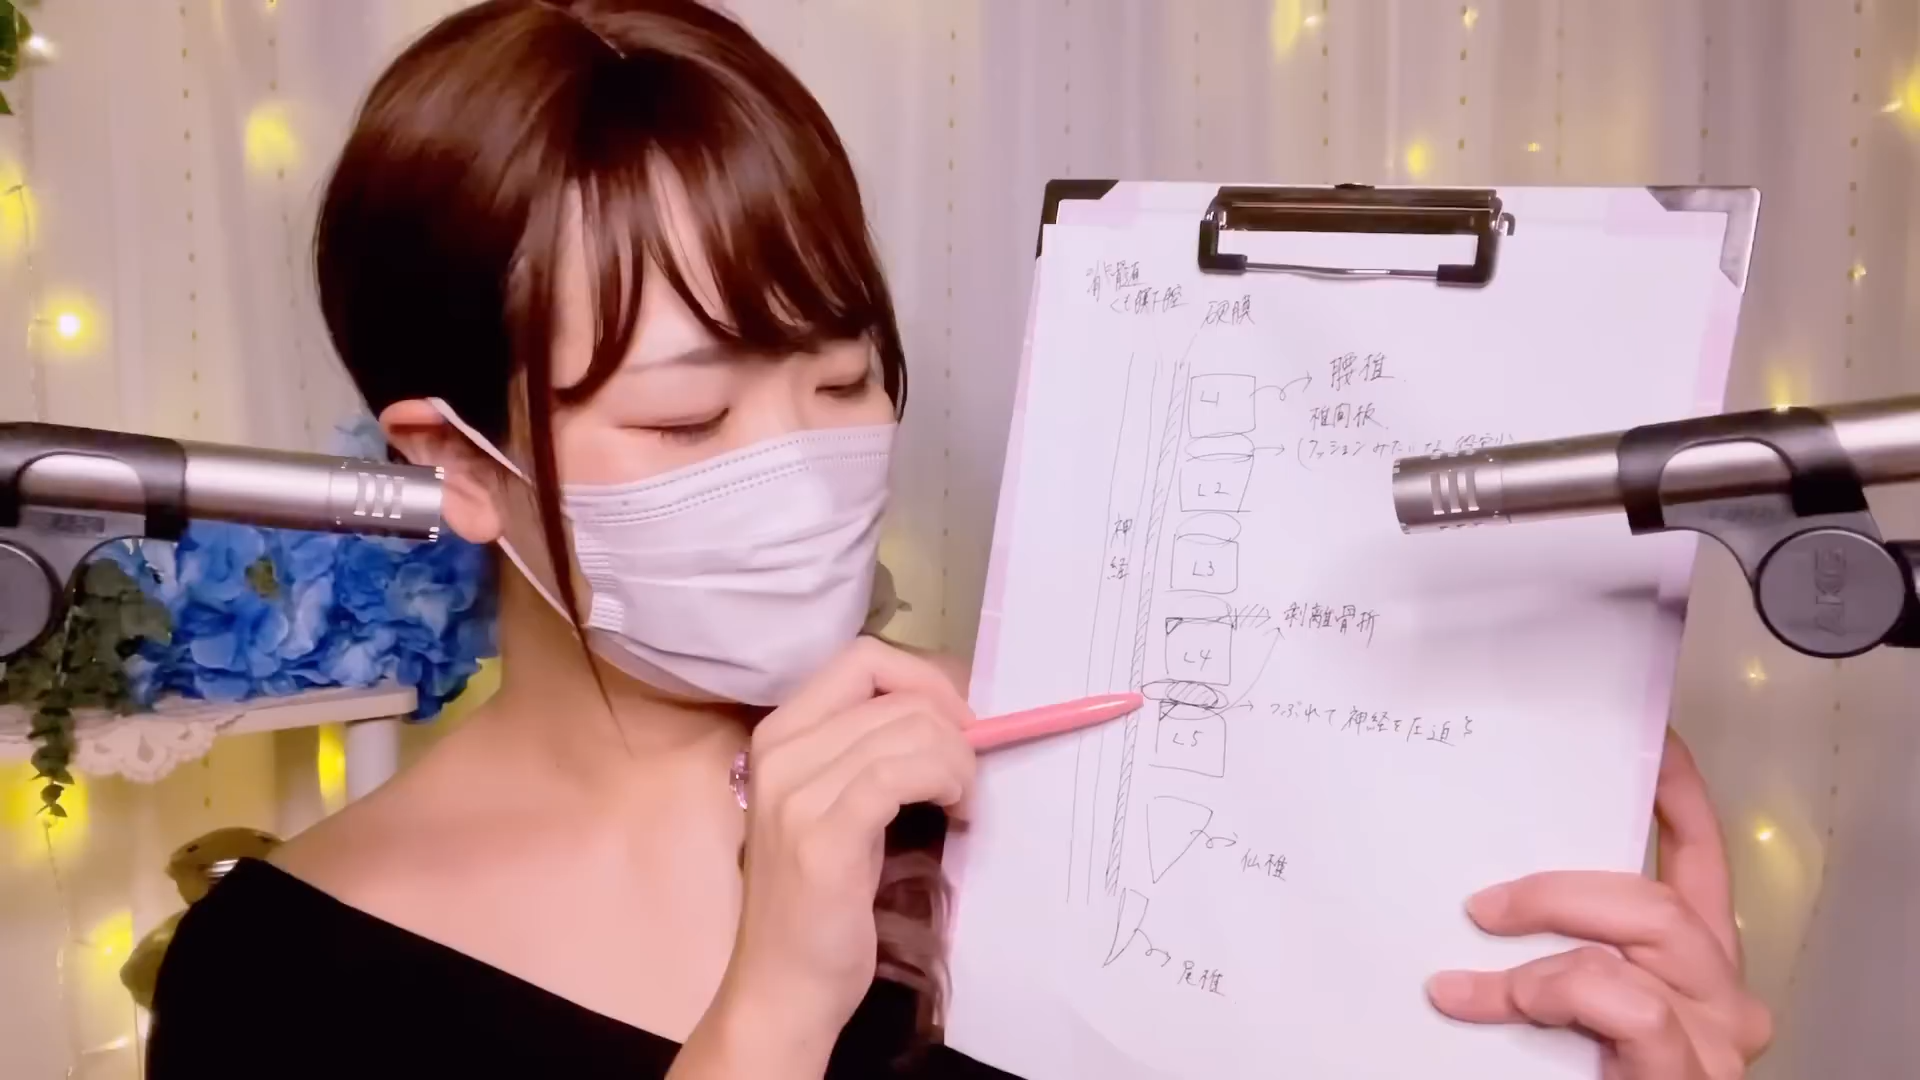 脊髄
くも膜下腔
硬膜
L1
腰椎
椎間板
(クッションみたいな役割)
L2
神経
L3
剥離骨折
L4
つぶれて神経を圧迫
L5
仙椎
尾椎
AKG